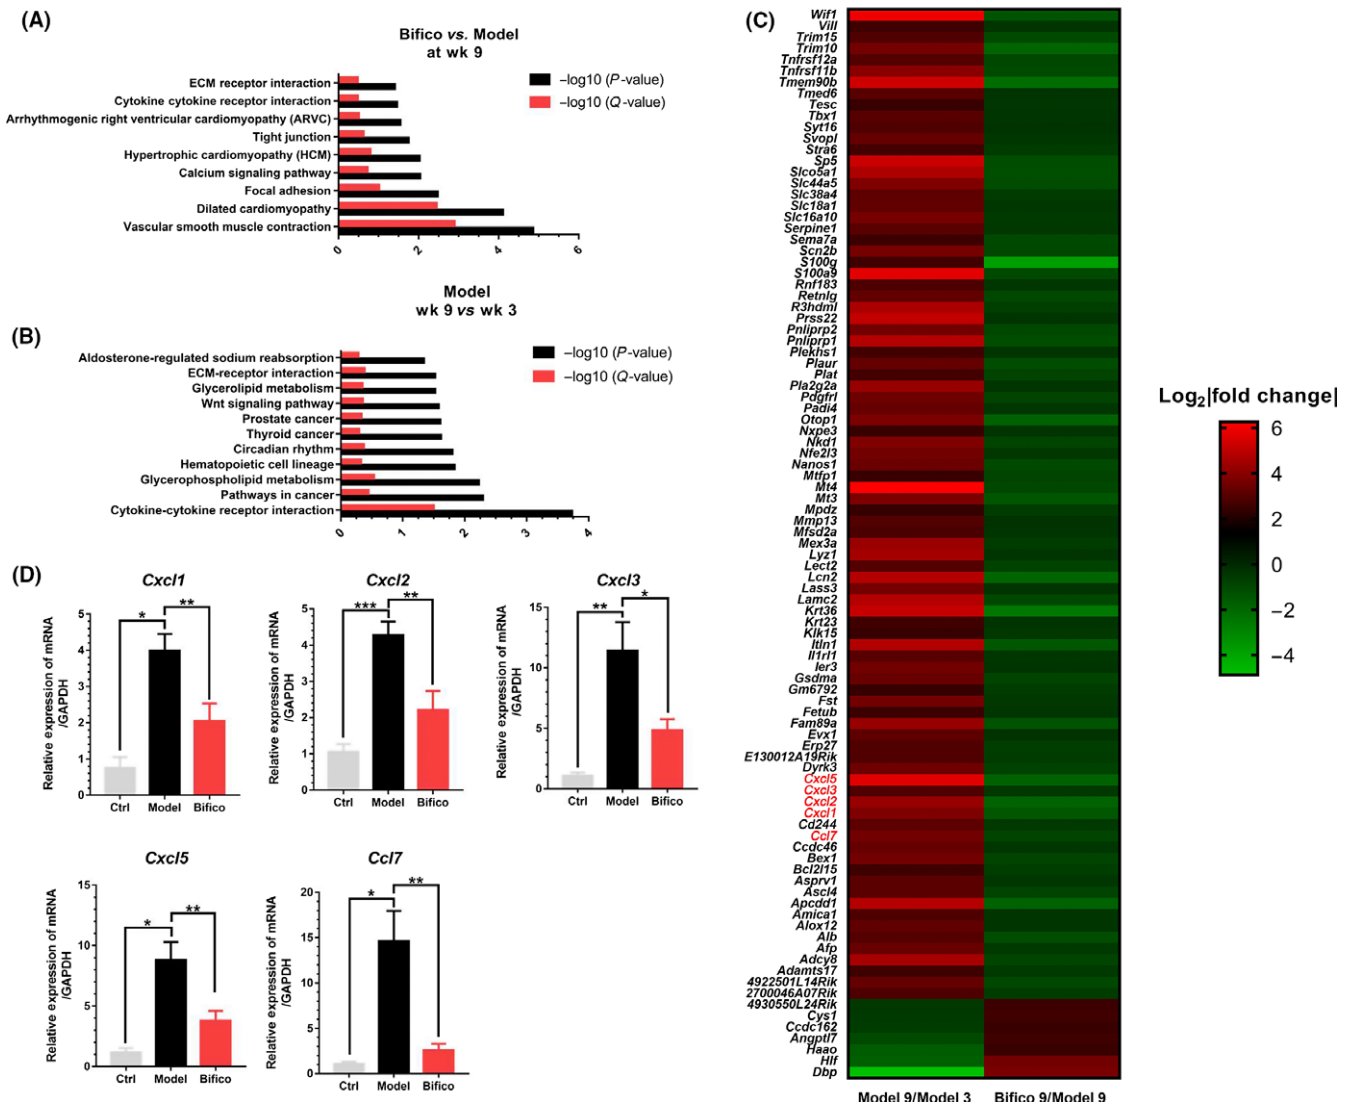 (A)
Bifico vs. Model
at wk 9
ECM receptor interaction
Cytokine cytokine receptor interaction
Arrhythmogenic right ventricular cardiomyopathy (ARVC)
Tight junction
Hypertrophic cardiomyopathy (HCM)
Calcium signaling pathway
Focal adhesion
Dilated cardiomyopathy
Vascular smooth muscle contraction
–log10 (P-value)
–log10 (Q-value)
0 2 4 6
(B)
Model
wk 9 vs wk 3
Aldosterone-regulated sodium reabsorption
ECM-receptor interaction
Glycerolipid metabolism
Wnt signaling pathway
Prostate cancer
Thyroid cancer
Circadian rhythm
Hematopoietic cell lineage
Glycerophospholipid metabolism
Pathways in cancer
Cytokine-cytokine receptor interaction
–log10 (P-value)
–log10 (Q-value)
0 1 2 3 4
(C)
Wif1
Vill
Trim15
Trim10
Tnfrsf12a
Tnfrsf11b
Tmem90b
Tmed6
Tesc
Tbx1
Syt16
Svopl
Stra6
Sp5
Slco5a1
Slc44a5
Slc38a4
Slc18a1
Slc16a10
Serpine1
Sema7a
Scn2b
S100g
S100a9
Rnf183
Retnlg
R3hdml
Prss22
Pnliprp2
Pnliprp1
Plekhs1
Plaur
Plat
Pla2g2a
Pdgfrl
Padi4
Otop1
Nxpe3
Nkd1
Nfe2l3
Nanos1
Mtfp1
Mt4
Mt3
Mpdz
Mmp13
Mfsd2a
Mex3a
Lyz1
Lect2
Lcn2
Lass3
Lamc2
Krt36
Krt23
Klk15
Itln1
Il1rl1
Ier3
Gsdma
Gm6792
Fst
Fetub
Fam89a
Evx1
Erp27
E130012A19Rik
Dyrk3
Cxcl5
Cxcl3
Cxcl2
Cxcl1
Cd244
Ccl7
Ccdc46
Bex1
Bcl2l15
Asprv1
Ascl4
Apcdd1
Amica1
Alox12
Alb
Afp
Adcy8
Adamts17
4922501L14Rik
2700046A07Rik
4930550L24Rik
Cys1
Ccdc162
Angptl7
Haao
Hlf
Dbp
Model 9/Model 3 Bifico 9/Model 9
Log2|fold change|
6
4
2
0
−2
−4
(D)
Cxcl1
Relative expression of mRNA
/GAPDH
5
4
3
2
1
0
* **
Ctrl Model Bifico
Cxcl2
Relative expression of mRNA
/GAPDH
5
4
3
2
1
0
*** **
Ctrl Model Bifico
Cxcl3
Relative expression of mRNA
/GAPDH
15
10
5
0
** *
Ctrl Model Bifico
Cxcl5
Relative expression of mRNA
/GAPDH
15
10
5
0
* **
Ctrl Model Bifico
Ccl7
Relative expression of mRNA
/GAPDH
20
15
10
5
0
* **
Ctrl Model Bifico